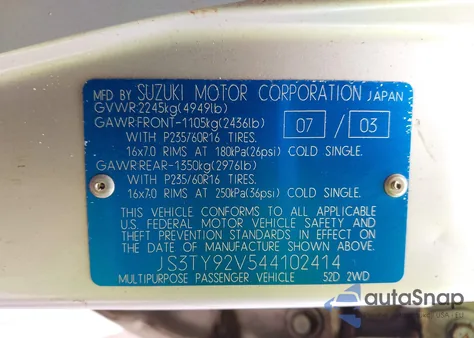 MFD BY SUZUKI MOTOR CORPORATION JAPAN
GVWR:2245kg(4949lb)
GAWR:FRONT-1105kg(2436lb) 07 / 03
WITH P235/60R16 TIRES.
16x7.0 RIMS AT 180kPa(26psi) COLD SINGLE.
GAWR:REAR-1350kg(2976lb)
WITH P235/60R16 TIRES.
16x7.0 RIMS AT 250kPa(36psi) COLD SINGLE.
THIS VEHICLE CONFORMS TO ALL APPLICABLE
U.S. FEDERAL MOTOR VEHICLE SAFETY AND
THEFT PREVENTION STANDARDS IN EFFECT ON
THE DATE OF MANUFACTURE SHOWN ABOVE.
JS3TY92V544102414
MULTIPURPOSE PASSENGER VEHICLE 52D 2WD
autoSnap